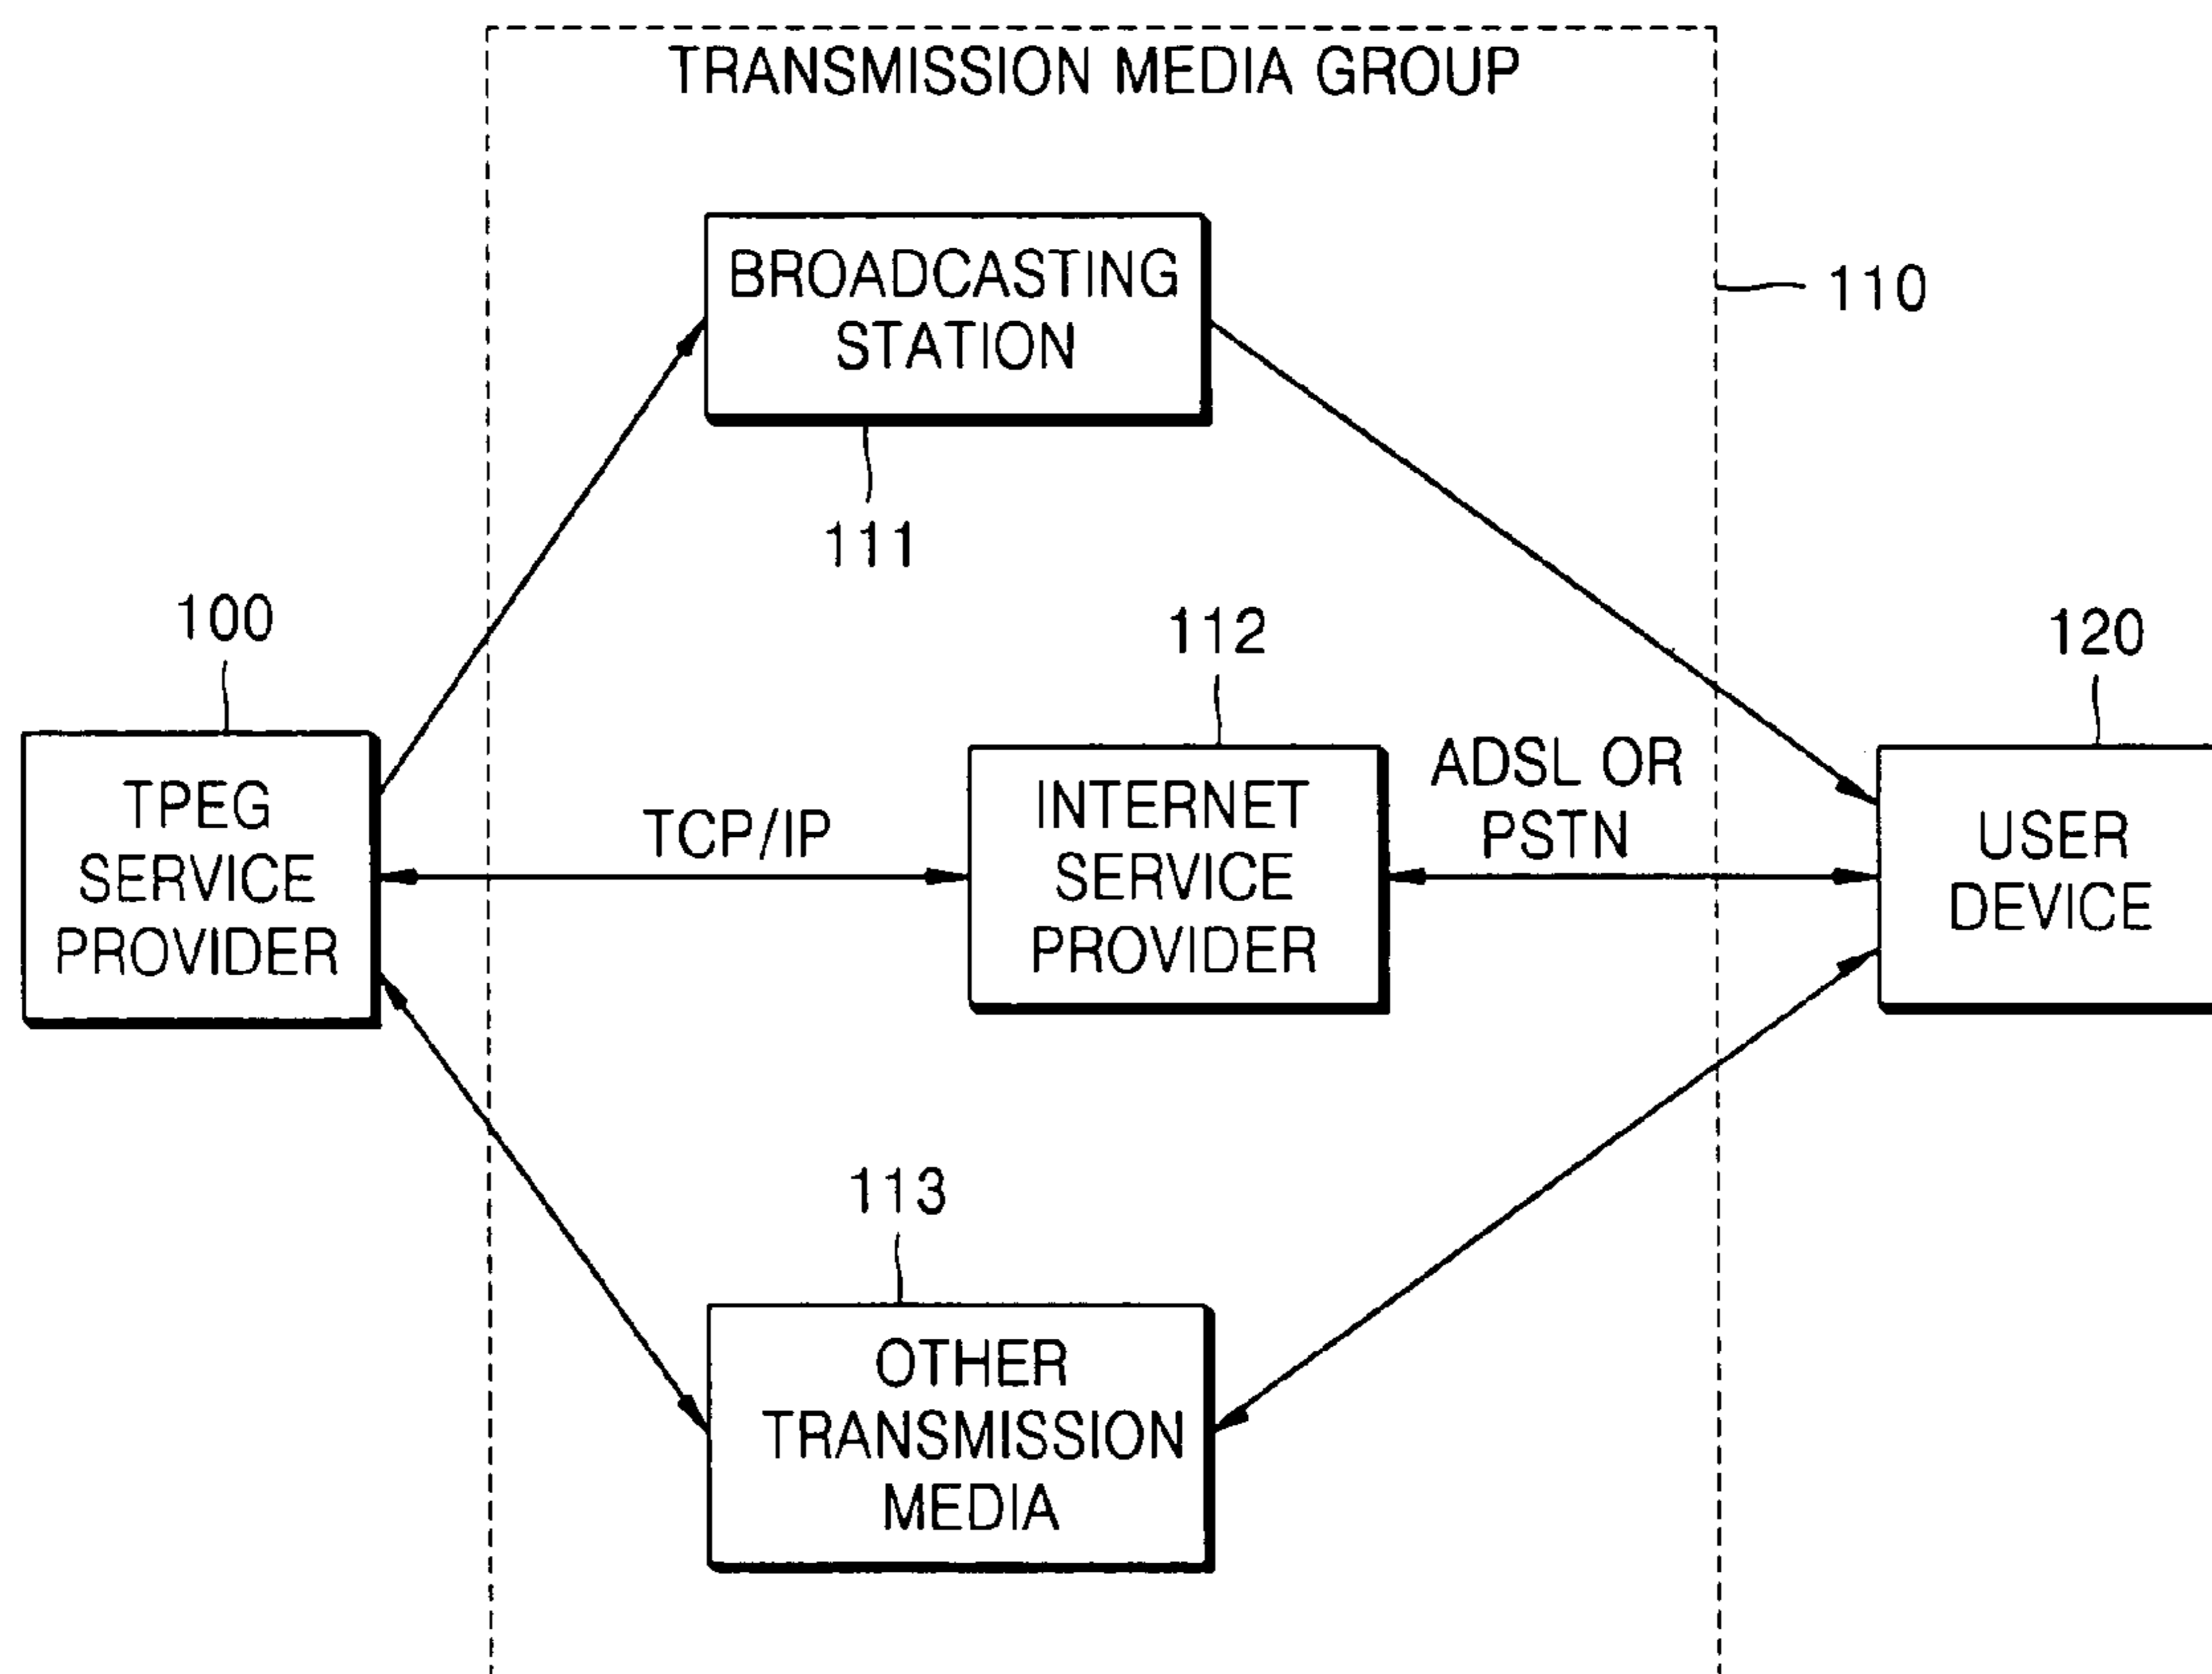 TRANSMISSION MEDIA GROUP
BROADCASTING
STATION
110
111
100
112
120
TPEG
SERVICE
PROVIDER
TCP/IP
INTERNET
SERVICE
PROVIDER
ADSL OR
PSTN
USER
DEVICE
113
OTHER
TRANSMISSION
MEDIA